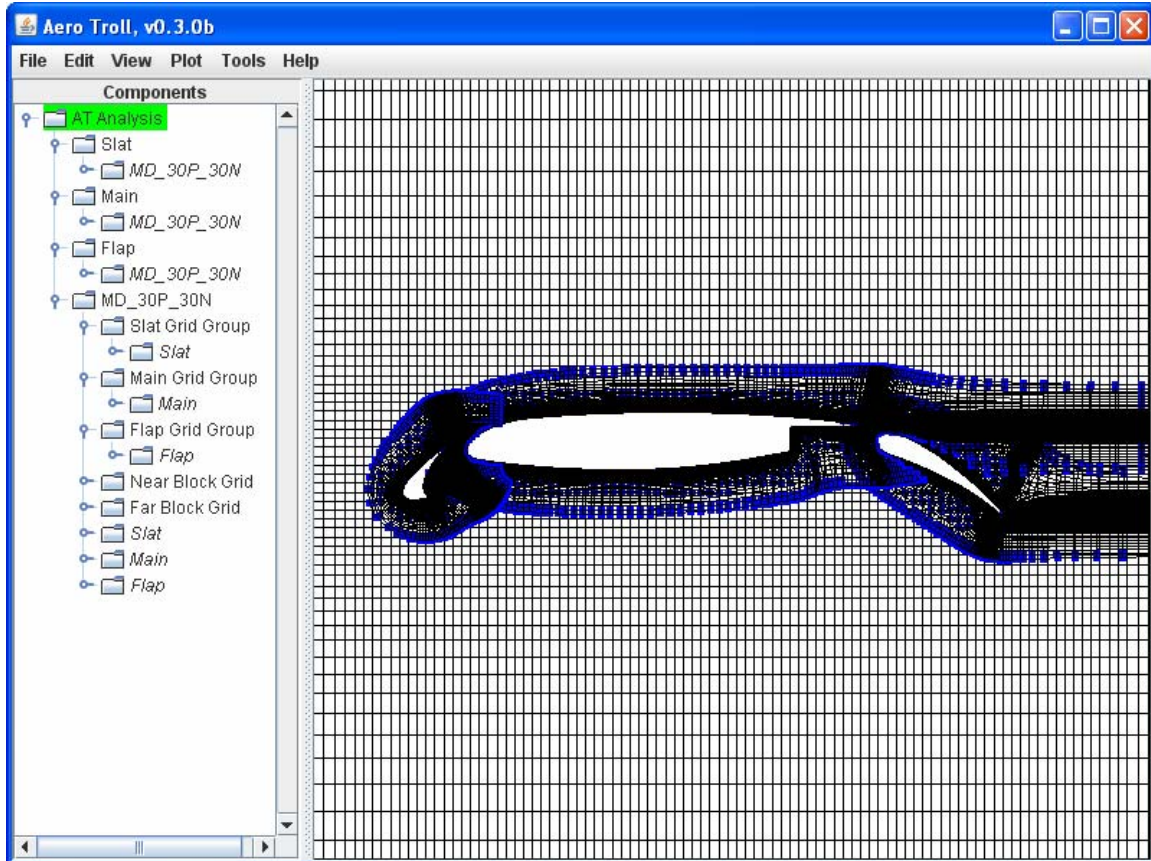 Aero Troll, v0.3.0b
File Edit View Plot Tools Help
Components
AT Analysis
Slat
MD_30P_30N
Main
MD_30P_30N
Flap
MD_30P_30N
MD_30P_30N
Slat Grid Group
Slat
Main Grid Group
Main
Flap Grid Group
Flap
Near Block Grid
Far Block Grid
Slat
Main
Flap